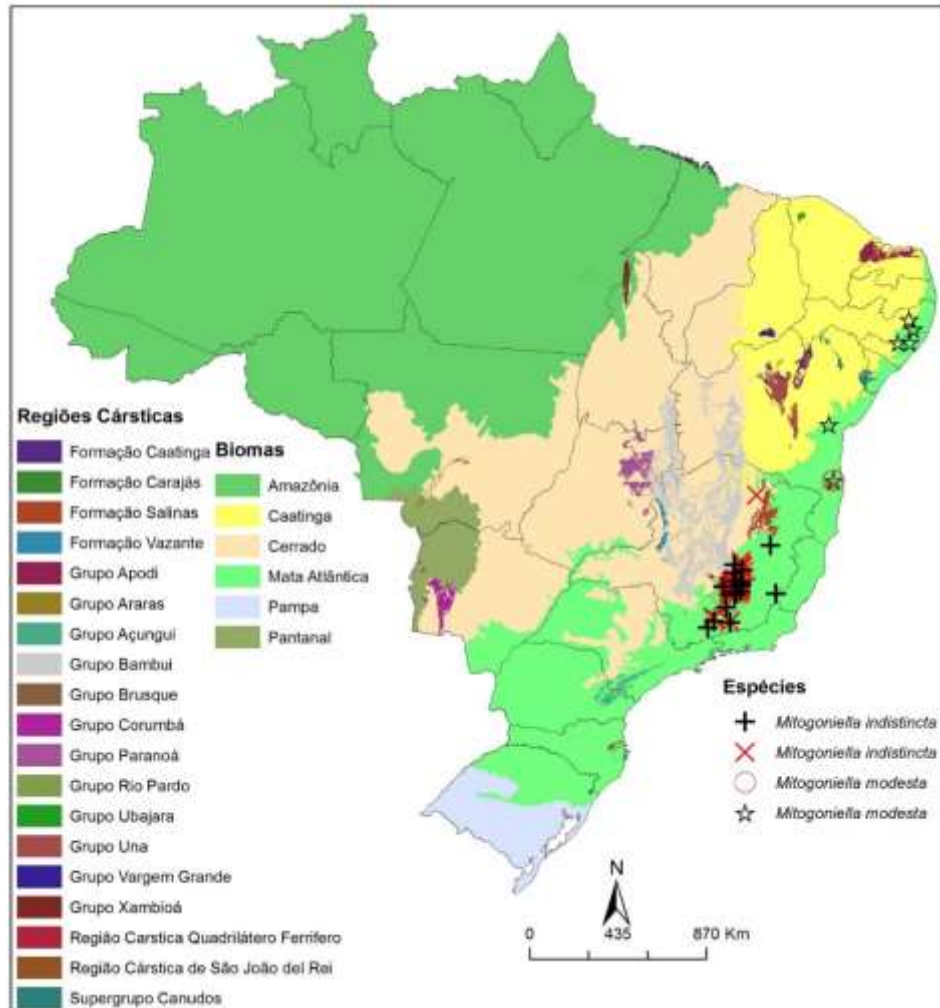 Regiões Cársticas
Formação Caatinga
Formação Carajás
Formação Salinas
Formação Vazante
Grupo Apodi
Grupo Araras
Grupo Açungui
Grupo Bambui
Grupo Brusque
Grupo Corumbá
Grupo Paranoá
Grupo Rio Pardo
Grupo Ubajara
Grupo Una
Grupo Vargem Grande
Grupo Xambioá
Região Carstica Quadrilátero Ferrifero
Região Cárstica de São João del Rei
Supergrupo Canudos
Biomas
Amazônia
Caatinga
Cerrado
Mata Atlântica
Pampa
Pantanal
Espécies
Mitogoniella indistincta
Mitogoniella indistincta
Mitogoniella modesta
Mitogoniella modesta
N
0 435 870 Km